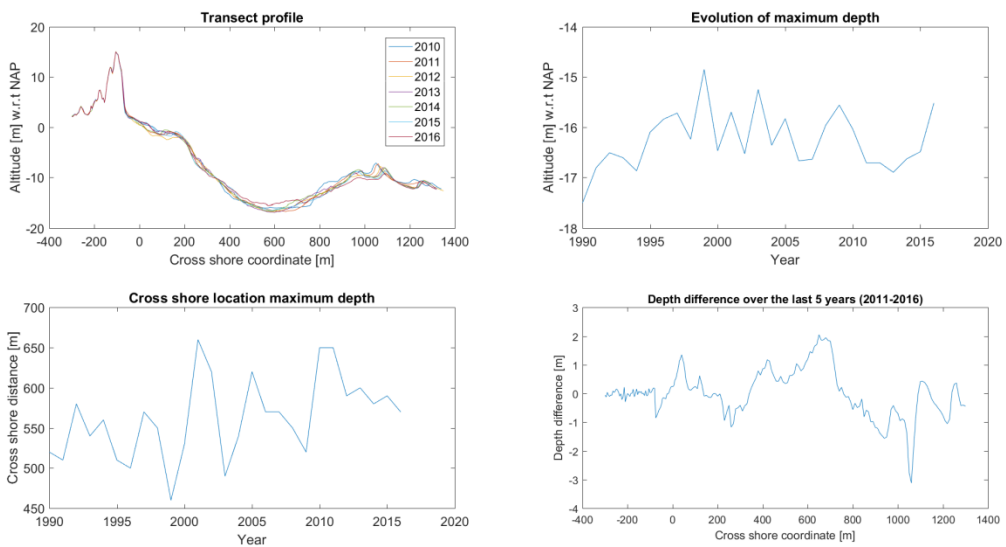 Transect profile
Altitude [m] w.r.t NAP
20
10
0
-10
-20
-400 -200 0 200 400 600 800 1000 1200 1400
Cross shore coordinate [m]
2010
2011
2012
2013
2014
2015
2016
Evolution of maximum depth
Altitude [m] w.r.t NAP
-14
-15
-16
-17
-18
1990 1995 2000 2005 2010 2015 2020
Year
Cross shore location maximum depth
Cross shore distance [m]
700
650
600
550
500
450
1990 1995 2000 2005 2010 2015 2020
Year
Depth difference over the last 5 years (2011-2016)
Depth difference [m]
3
2
1
0
-1
-2
-3
-4
-400 -200 0 200 400 600 800 1000 1200 1400
Cross shore coordinate [m]